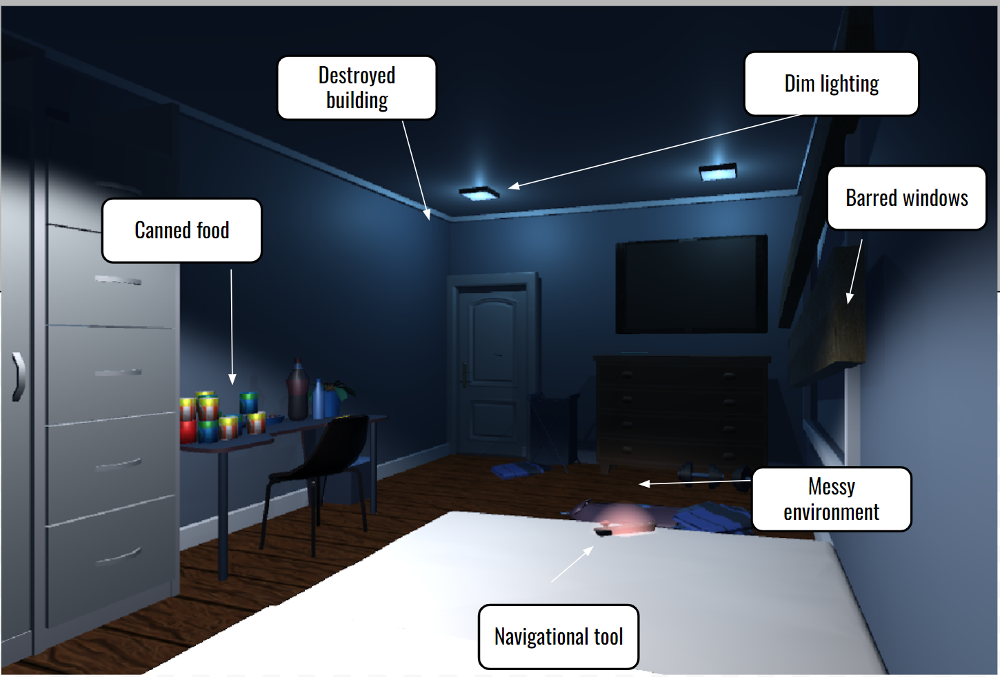 Destroyed
building
Dim lighting
Barred windows
Canned food
Messy
environment
Navigational tool